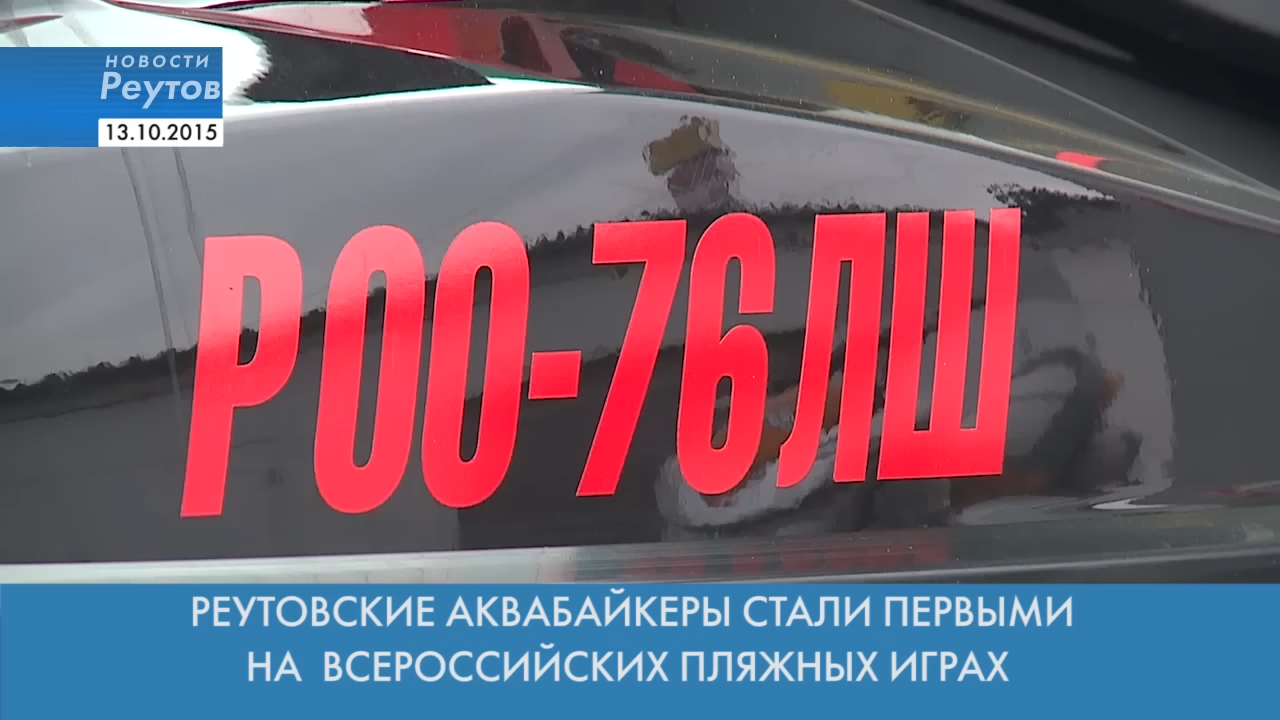 НОВОСТИ
Реутов
13.10.2015
Р00-76ЛШ
РЕУТОВСКИЕ АКВАБАЙКЕРЫ СТАЛИ ПЕРВЫМИ
НА ВСЕРОССИЙСКИХ ПЛЯЖНЫХ ИГРАХ